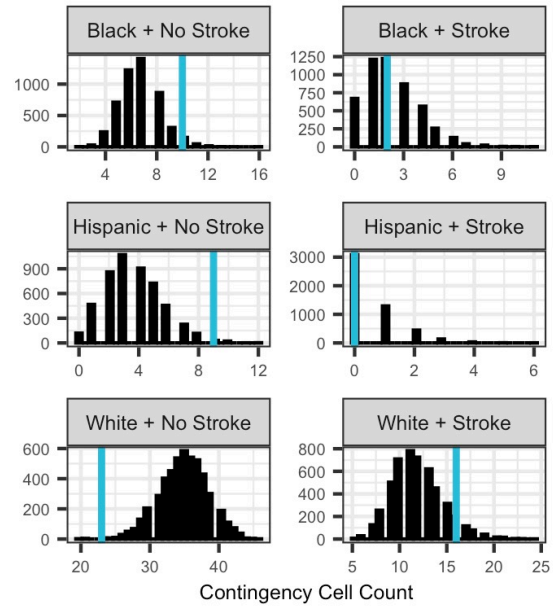 Black + No Stroke
Black + Stroke
1000
500
0
4 8 12 16
1250
1000
750
500
250
0
0 3 6 9
Hispanic + No Stroke
Hispanic + Stroke
900
600
300
0
0 4 8 12
3000
2000
1000
0
0 2 4 6
White + No Stroke
White + Stroke
600
400
200
0
20 30 40
800
600
400
200
0
5 10 15 20 25
Contingency Cell Count